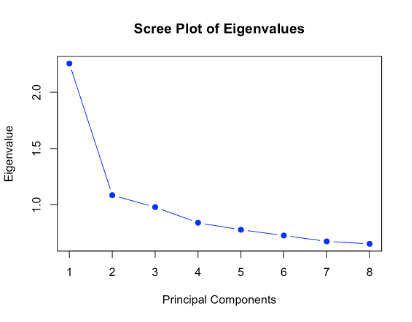 Scree Plot of Eigenvalues
Eigenvalue
2.0
1.5
1.0
1 2 3 4 5 6 7 8
Principal Components